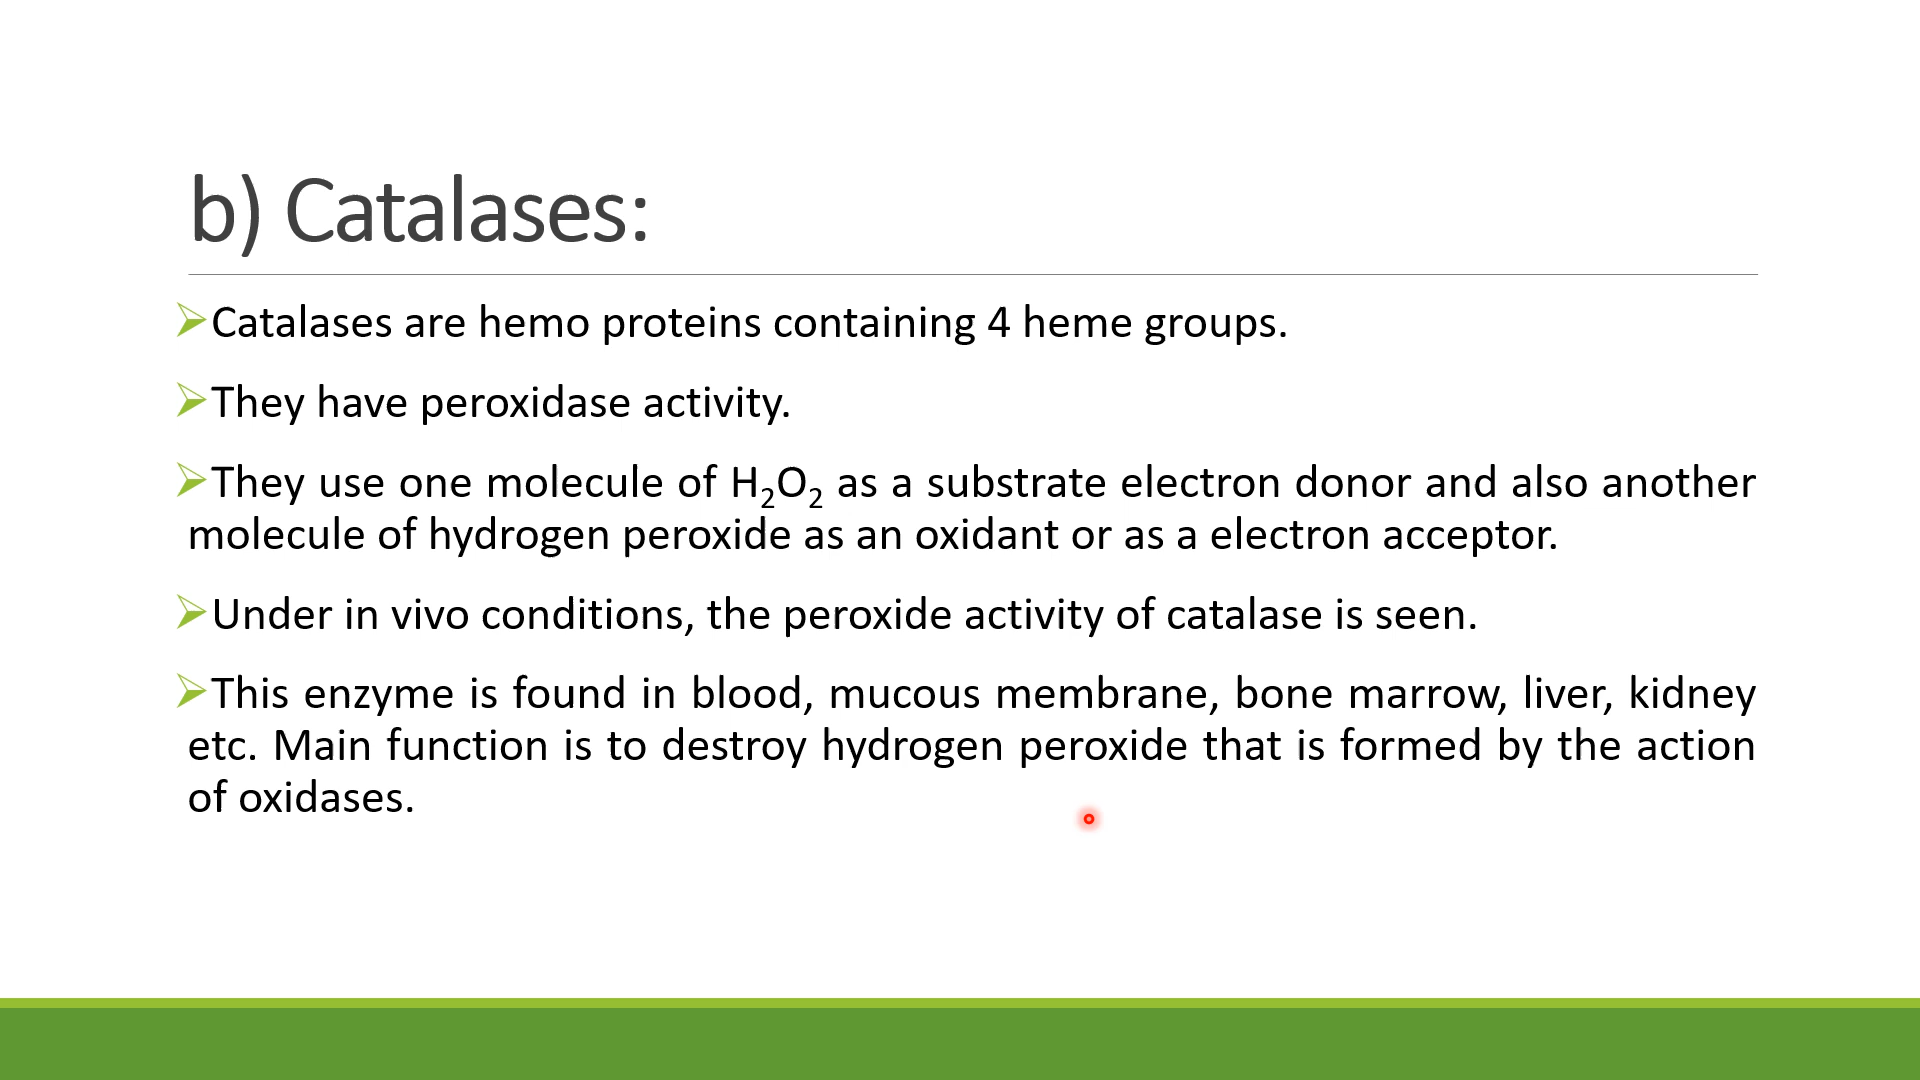 b) Catalases:
➢Catalases are hemo proteins containing 4 heme groups.
➢They have peroxidase activity.
➢They use one molecule of H₂O₂ as a substrate electron donor and also another
molecule of hydrogen peroxide as an oxidant or as a electron acceptor.
➢Under in vivo conditions, the peroxide activity of catalase is seen.
➢This enzyme is found in blood, mucous membrane, bone marrow, liver, kidney
etc. Main function is to destroy hydrogen peroxide that is formed by the action
of oxidases.